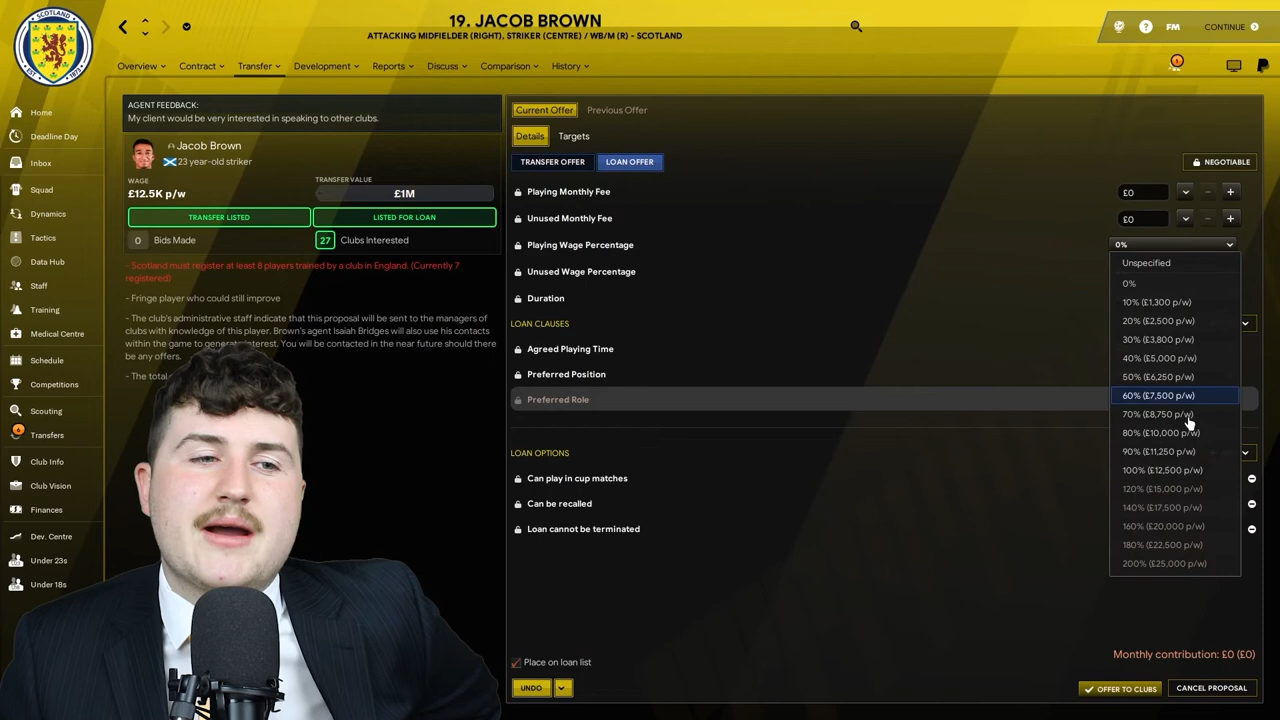 SCOTLAND
19. JACOB BROWN
ATTACKING MIDFIELDER (RIGHT), STRIKER (CENTRE) / WB/M (R) - SCOTLAND
FM
CONTINUE
Overview
Contract
Transfer
Development
Reports
Discuss
Comparison
History
Home
Deadline Day
Inbox
Squad
Dynamics
Tactics
Data Hub
Staff
Training
Medical Centre
Schedule
Competitions
Scouting
Transfers
Club Info
Club Vision
Finances
Dev. Centre
Under 23s
Under 18s
AGENT FEEDBACK:
My client would be very interested in speaking to other clubs.
Jacob Brown
23 year-old striker
WAGE
£12.5K p/w
TRANSFER VALUE
£1M
TRANSFER LISTED
LISTED FOR LOAN
0 Bids Made
27 Clubs Interested
- Scotland must register at least 8 players trained by a club in England. (Currently 7
registered)
- Fringe player who could still improve
- The club's administrative staff indicate that this proposal will be sent to the managers of
clubs with knowledge of this player. Brown's agent Isaiah Bridges will also use his contacts
within the game to generate interest. You will be contacted in the near future should there
be any offers.
- The total
Current Offer
Previous Offer
Details
Targets
TRANSFER OFFER
LOAN OFFER
NEGOTIABLE
Playing Monthly Fee
£0
Unused Monthly Fee
£0
Playing Wage Percentage
0%
Unused Wage Percentage
Duration
LOAN CLAUSES
Agreed Playing Time
Preferred Position
Preferred Role
LOAN OPTIONS
Can play in cup matches
Can be recalled
Loan cannot be terminated
Unspecified
0%
10% (£1,300 p/w)
20% (£2,500 p/w)
30% (£3,800 p/w)
40% (£5,000 p/w)
50% (£6,250 p/w)
60% (£7,500 p/w)
70% (£8,750 p/w)
80% (£10,000 p/w)
90% (£11,250 p/w)
100% (£12,500 p/w)
120% (£15,000 p/w)
140% (£17,500 p/w)
160% (£20,000 p/w)
180% (£22,500 p/w)
200% (£25,000 p/w)
Monthly contribution: £0 (£0)
Place on loan list
UNDO
OFFER TO CLUBS
CANCEL PROPOSAL